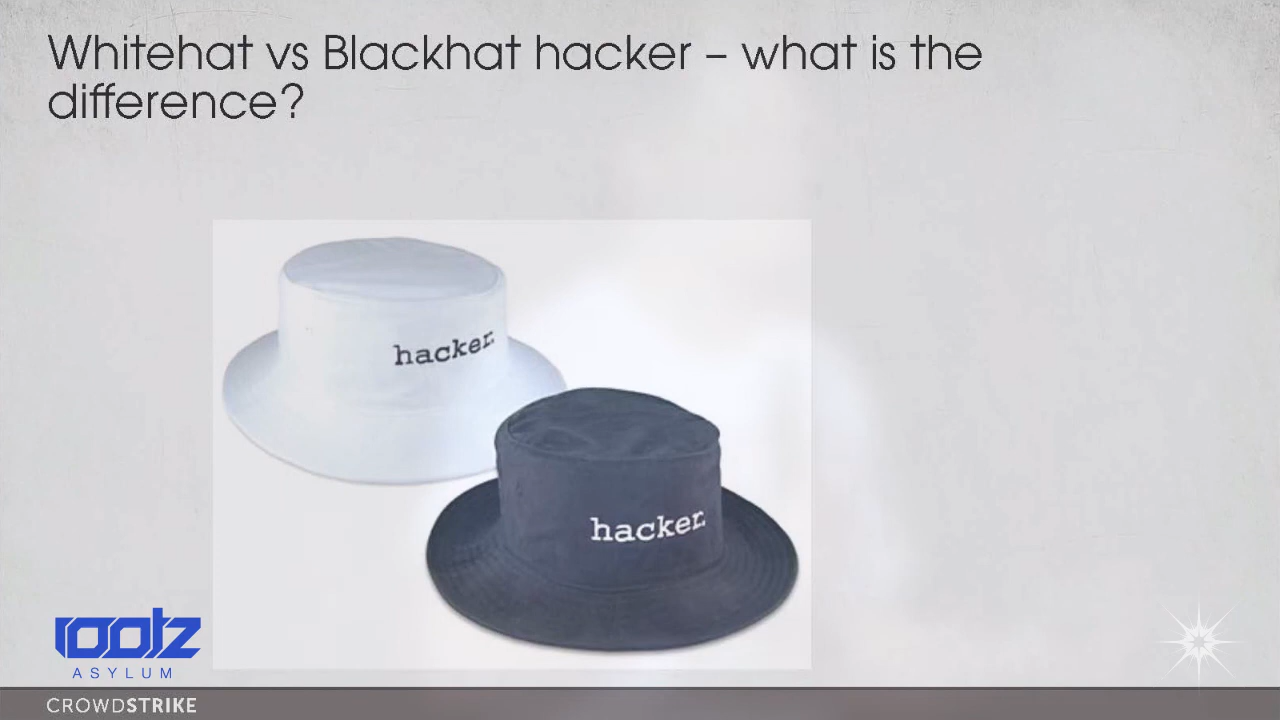 Whitehat vs Blackhat hacker – what is the
difference?
hacker.
hacker.
rootz
ASYLUM
CROWDSTRIKE